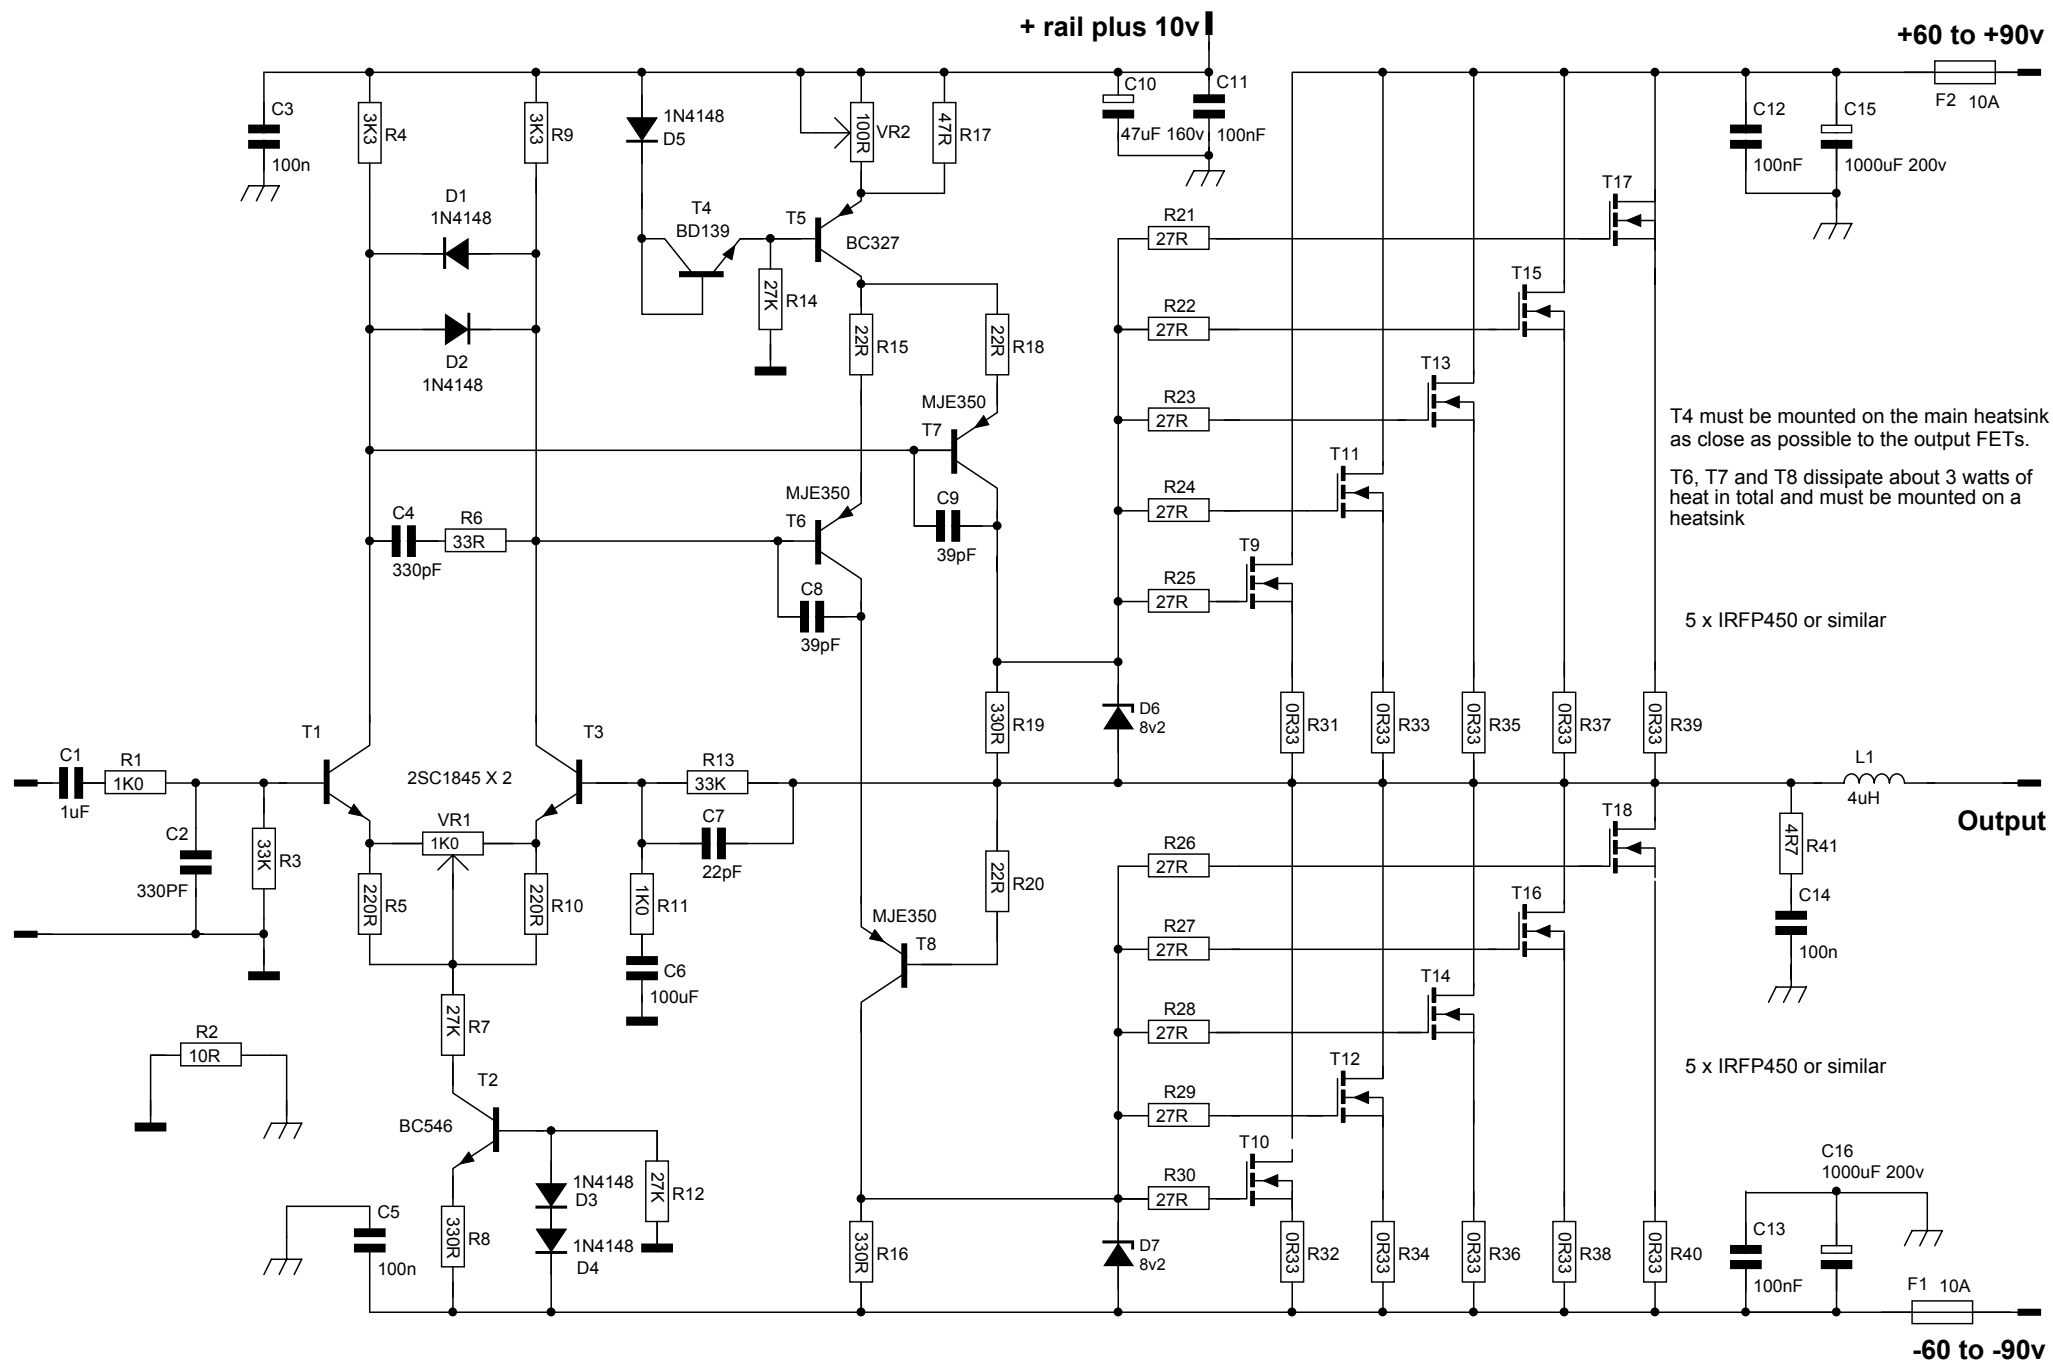 + rail plus 10v
+60 to +90v
C3
100n
3K3
R4
3K3
R9
1N4148
D5
100R
VR2
47R
R17
C10
47uF 160v
C11
100nF
C12
100nF
C15
1000uF 200v
F2 10A
D1
1N4148
D2
1N4148
T4
BD139
T5
BC327
27K
R14
22R
R15
22R
R18
R21
27R
T17
R22
27R
T15
R23
27R
T13
R24
27R
T11
R25
27R
T9
MJE350
T7
MJE350
T6
C9
39pF
C8
39pF
C4
330pF
R6
33R
T4 must be mounted on the main heatsink
as close as possible to the output FETs.
T6, T7 and T8 dissipate about 3 watts of
heat in total and must be mounted on a
heatsink
5 x IRFP450 or similar
330R
R19
D6
8v2
0R33
R31
0R33
R33
0R33
R35
0R33
R37
0R33
R39
C1
1uF
R1
1K0
T1
2SC1845 X 2
T3
R13
33K
C7
22pF
C2
330PF
33K
R3
VR1
1K0
220R
R5
220R
R10
1K0
R11
C6
100uF
MJE350
T8
22R
R20
L1
4uH
Output
4R7
R41
C14
100n
R26
27R
T18
R27
27R
T16
R28
27R
T14
R29
27R
T12
R30
27R
T10
5 x IRFP450 or similar
R2
10R
27K
R7
T2
BC546
C5
100n
330R
R8
1N4148
D3
1N4148
D4
27K
R12
330R
R16
D7
8v2
0R33
R32
0R33
R34
0R33
R36
0R33
R38
0R33
R40
C16
1000uF 200v
C13
100nF
F1 10A
-60 to -90v